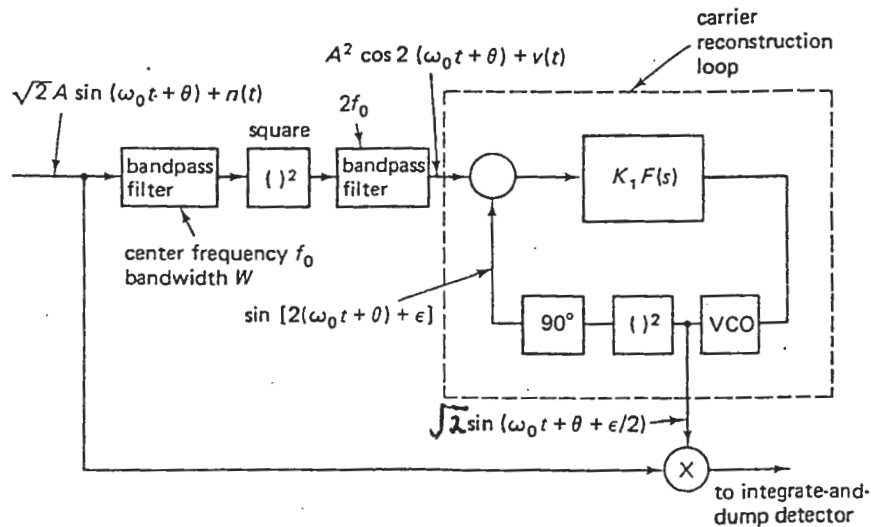 carrier
reconstruction
loop
A² cos 2 (ω₀t + θ) + v(t)
√2 A sin (ω₀t + θ) + n(t)
2f₀
square
bandpass
filter
( )²
bandpass
filter
K₁F(s)
center frequency f₀
bandwidth W
sin [2(ω₀t + θ) + ϵ]
90°
( )²
VCO
√2 sin (ω₀t + θ + ϵ/2)
X
to integrate-and-
dump detector